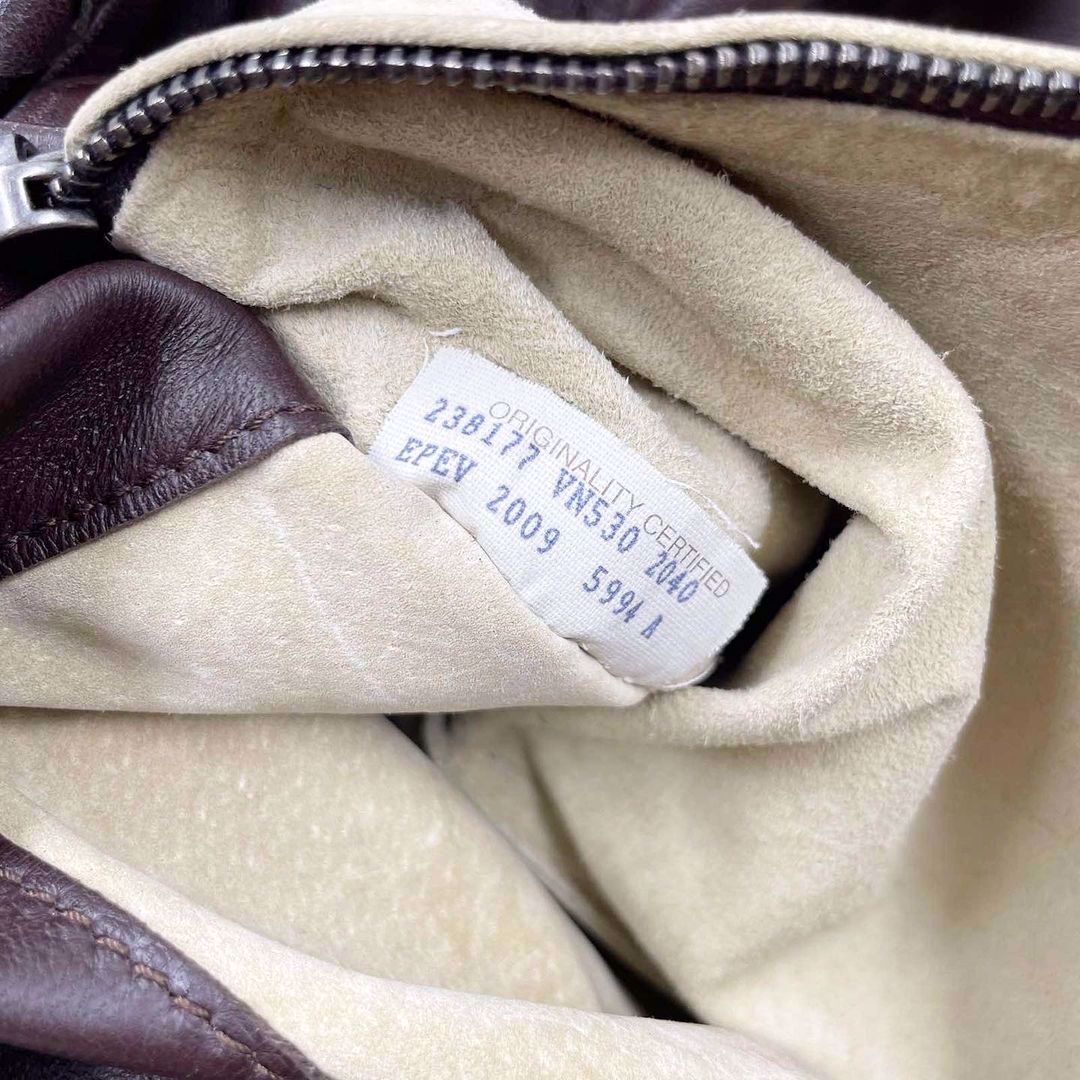 ORIGINALITY CERTIFIED
238177 VN530 2040
EPEV 2009 5994 A